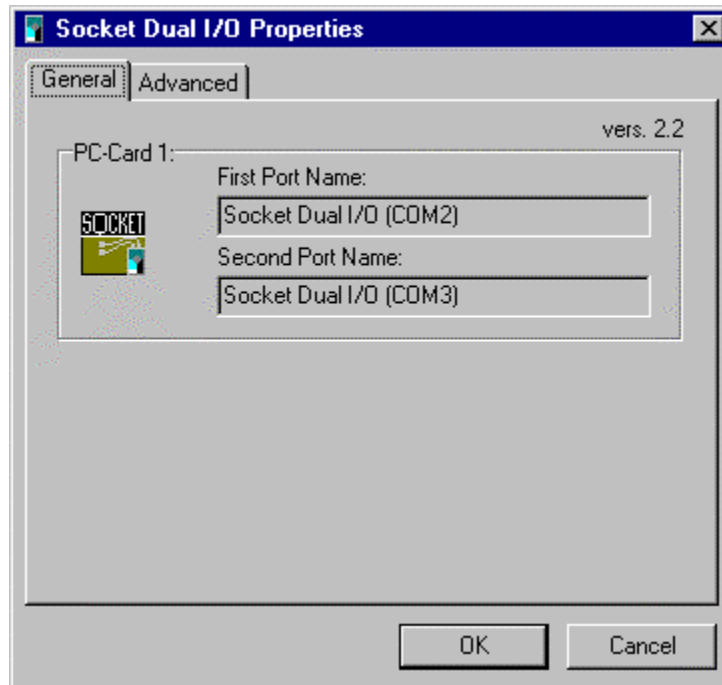 Socket Dual I/O Properties
General
Advanced
vers. 2.2
PC-Card 1:
First Port Name:
SOCKET
Socket Dual I/O (COM2)
Second Port Name:
Socket Dual I/O (COM3)
OK
Cancel